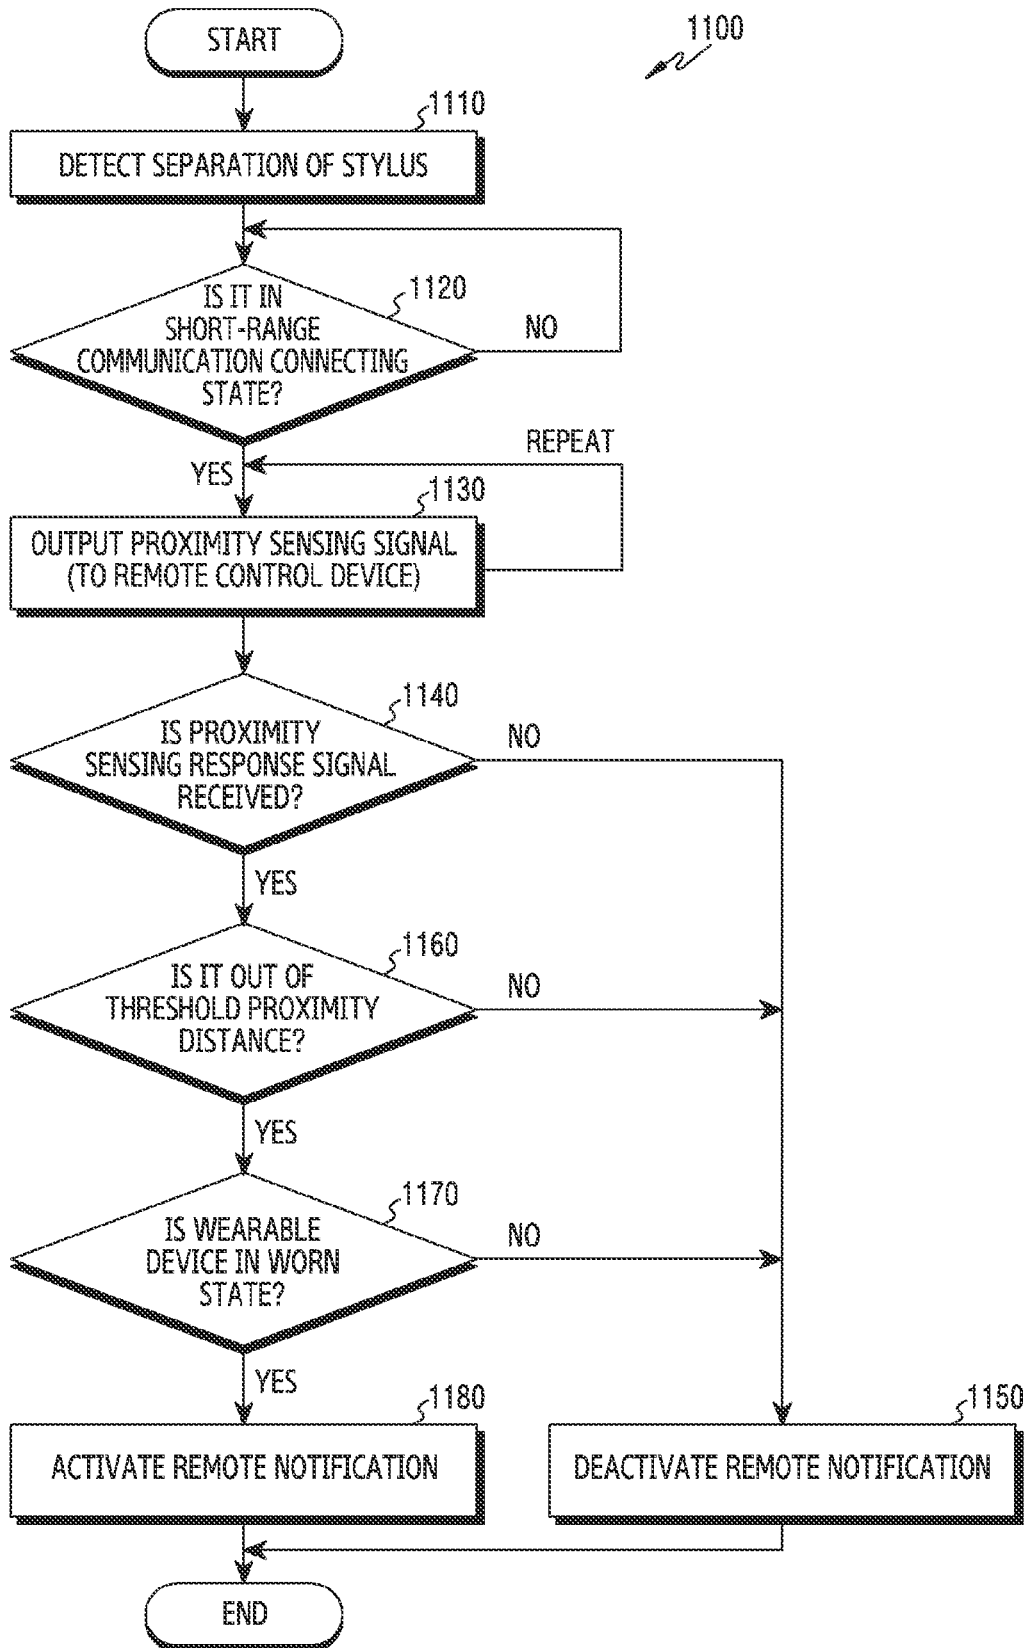 START
1100
1110
DETECT SEPARATION OF STYLUS
1120
IS IT IN
SHORT-RANGE
COMMUNICATION CONNECTING
STATE?
NO
REPEAT
YES
1130
OUTPUT PROXIMITY SENSING SIGNAL
(TO REMOTE CONTROL DEVICE)
1140
IS PROXIMITY
SENSING RESPONSE SIGNAL
RECEIVED?
NO
YES
1160
IS IT OUT OF
THRESHOLD PROXIMITY
DISTANCE?
NO
YES
1170
IS WEARABLE
DEVICE IN WORN
STATE?
NO
YES
1180
ACTIVATE REMOTE NOTIFICATION
1150
DEACTIVATE REMOTE NOTIFICATION
END